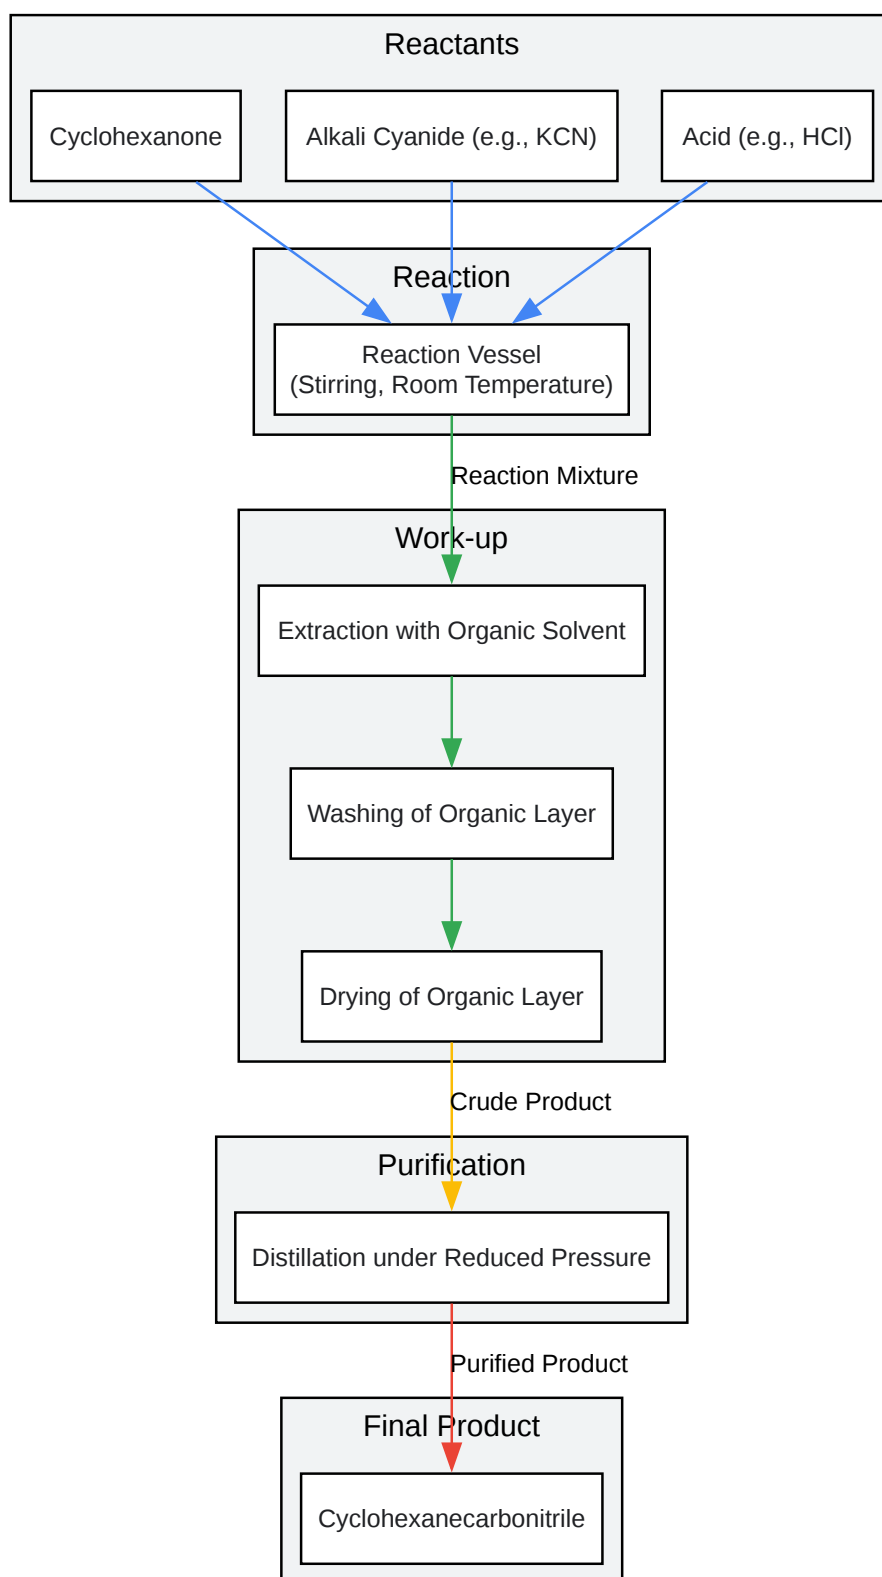 Reactants
Cyclohexanone
Alkali Cyanide (e.g., KCN)
Acid (e.g., HCl)
Reaction
Reaction Vessel
(Stirring, Room Temperature)
Reaction Mixture
Work-up
Extraction with Organic Solvent
Washing of Organic Layer
Drying of Organic Layer
Crude Product
Purification
Distillation under Reduced Pressure
Purified Product
Final Product
Cyclohexanecarbonitrile